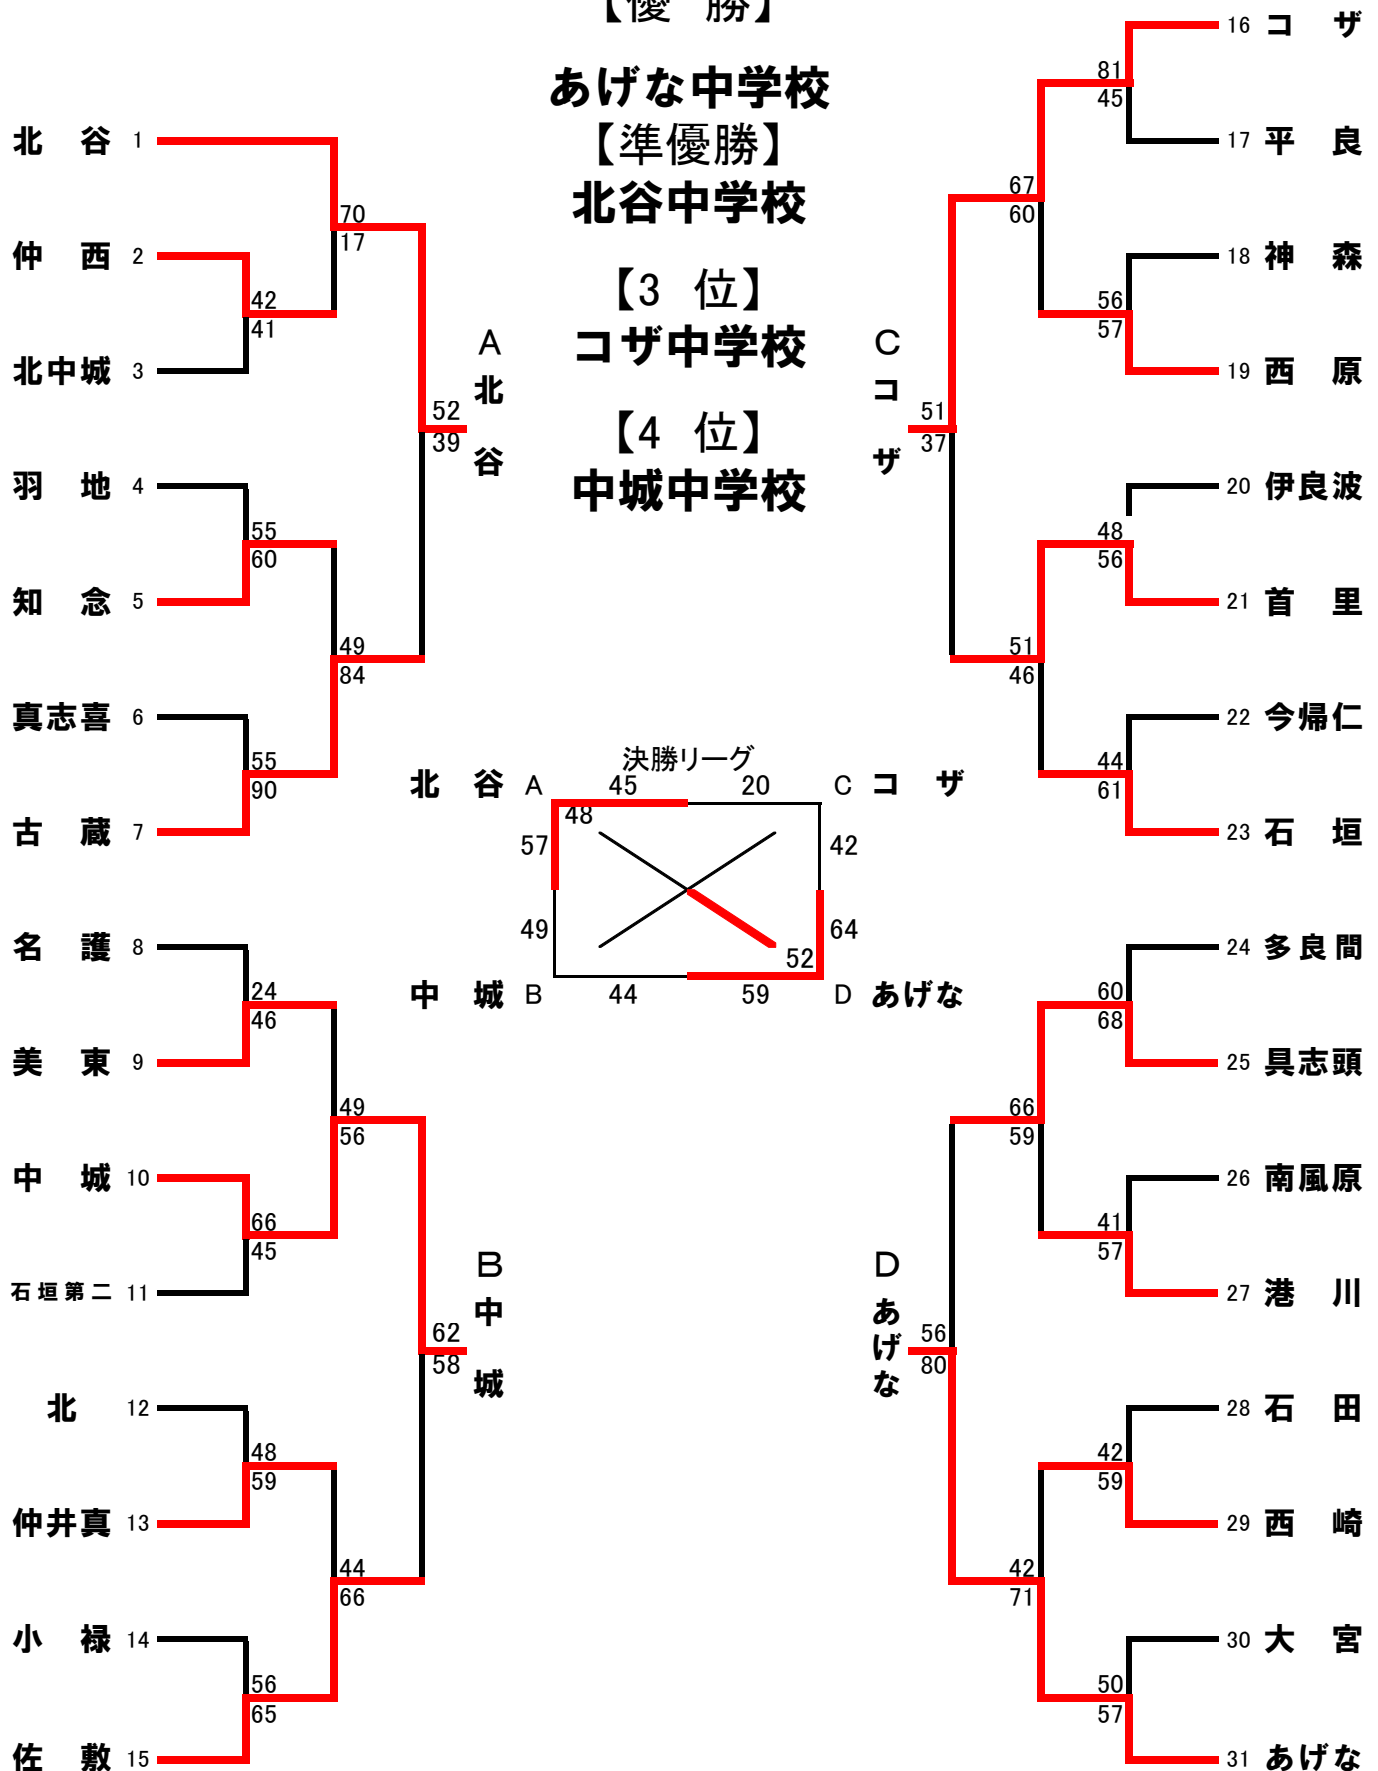 【優　勝】
あげな中学校
【準優勝】
北谷中学校
【3　位】
コザ中学校
【4　位】
中城中学校
北　谷 1
仲　西 2
北中城 3
羽　地 4
知　念 5
真志喜 6
古　蔵 7
名　護 8
美　東 9
中　城 10
石垣第二 11
北 12
仲井真 13
小　禄 14
佐　敷 15
70
17
42
41
55
60
49
84
55
90
52
39
A
北谷
24
46
49
56
66
45
48
59
44
66
56
65
62
58
B
中城
決勝リーグ
北　谷 A 45 20 C コ　ザ
48
57 42
49 64
52
中　城 B 44 59 D あげな
C
コザ
51
37
81
45
67
60
56
57
48
56
51
46
44
61
D
あげな
56
80
60
68
66
59
41
57
42
59
42
71
50
57
16 コ　ザ
17 平　良
18 神　森
19 西　原
20 伊良波
21 首　里
22 今帰仁
23 石　垣
24 多良間
25 具志頭
26 南風原
27 港　川
28 石　田
29 西　崎
30 大　宮
31 あげな